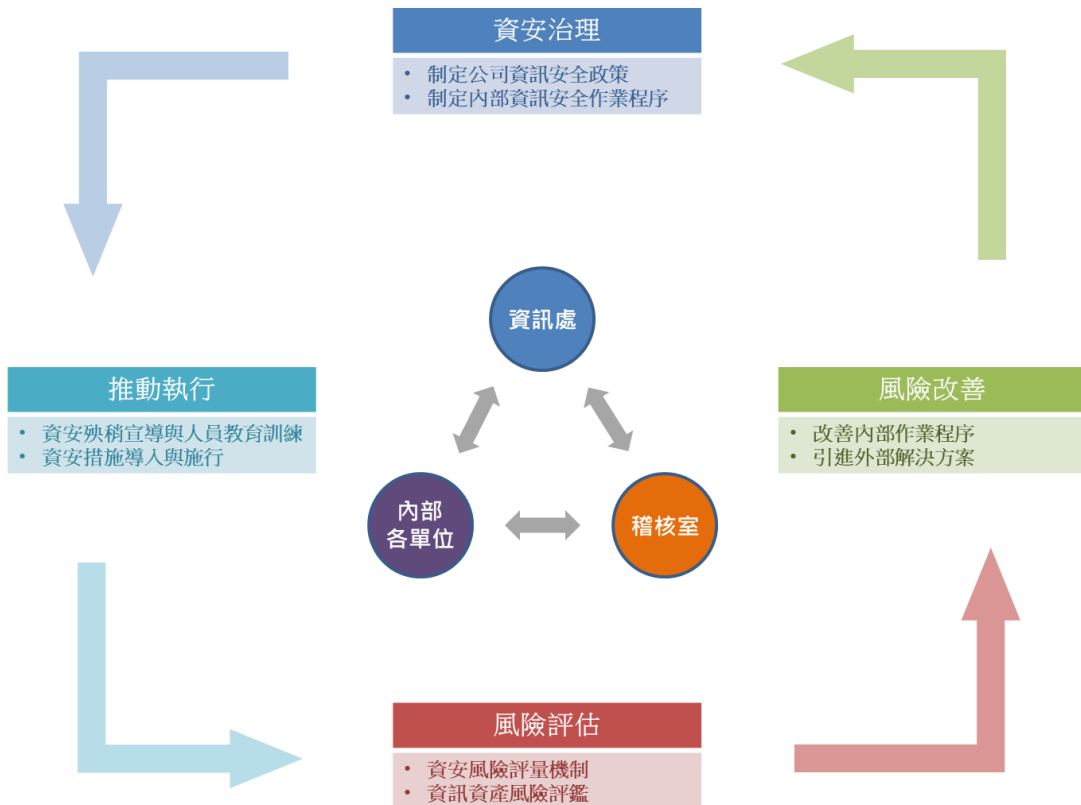 資安治理
• 制定公司資訊安全政策
• 制定內部資訊安全作業程序
資訊處
推動執行
• 資安殃稍宣導與人員教育訓練
• 資安措施導入與施行
風險改善
• 改善內部作業程序
• 引進外部解決方案
內部
各單位
稽核室
風險評估
• 資安風險評量機制
• 資訊資產風險評鑑